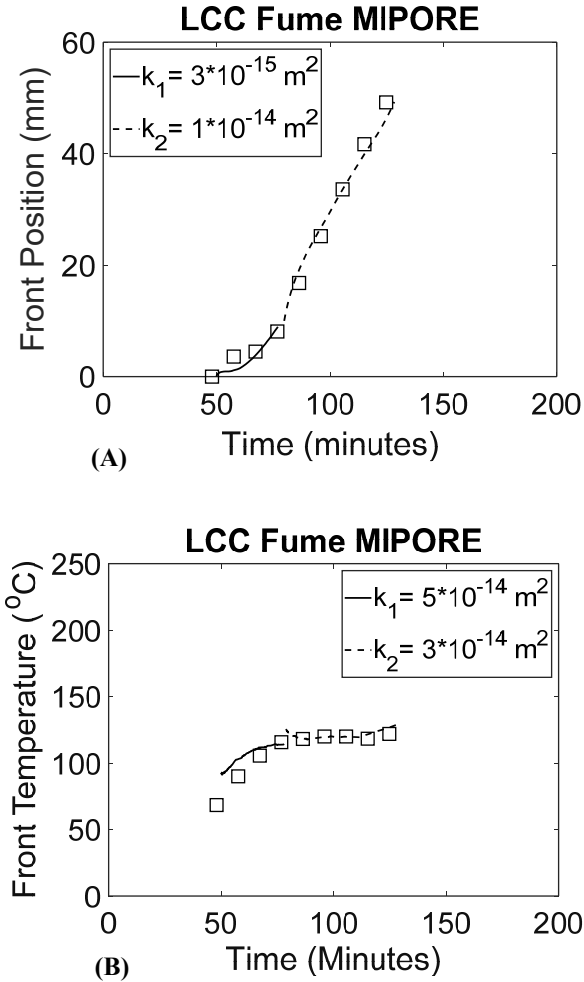 LCC Fume MIPORE
60
40
20
0
Front Position (mm)
k₁= 3*10⁻¹⁵ m²
k₂= 1*10⁻¹⁴ m²
0 50 100 150 200
Time (minutes)
(A)
LCC Fume MIPORE
250
200
150
100
50
0
Front Temperature (⁰C)
k₁= 5*10⁻¹⁴ m²
k₂= 3*10⁻¹⁴ m²
0 50 100 150 200
Time (Minutes)
(B)